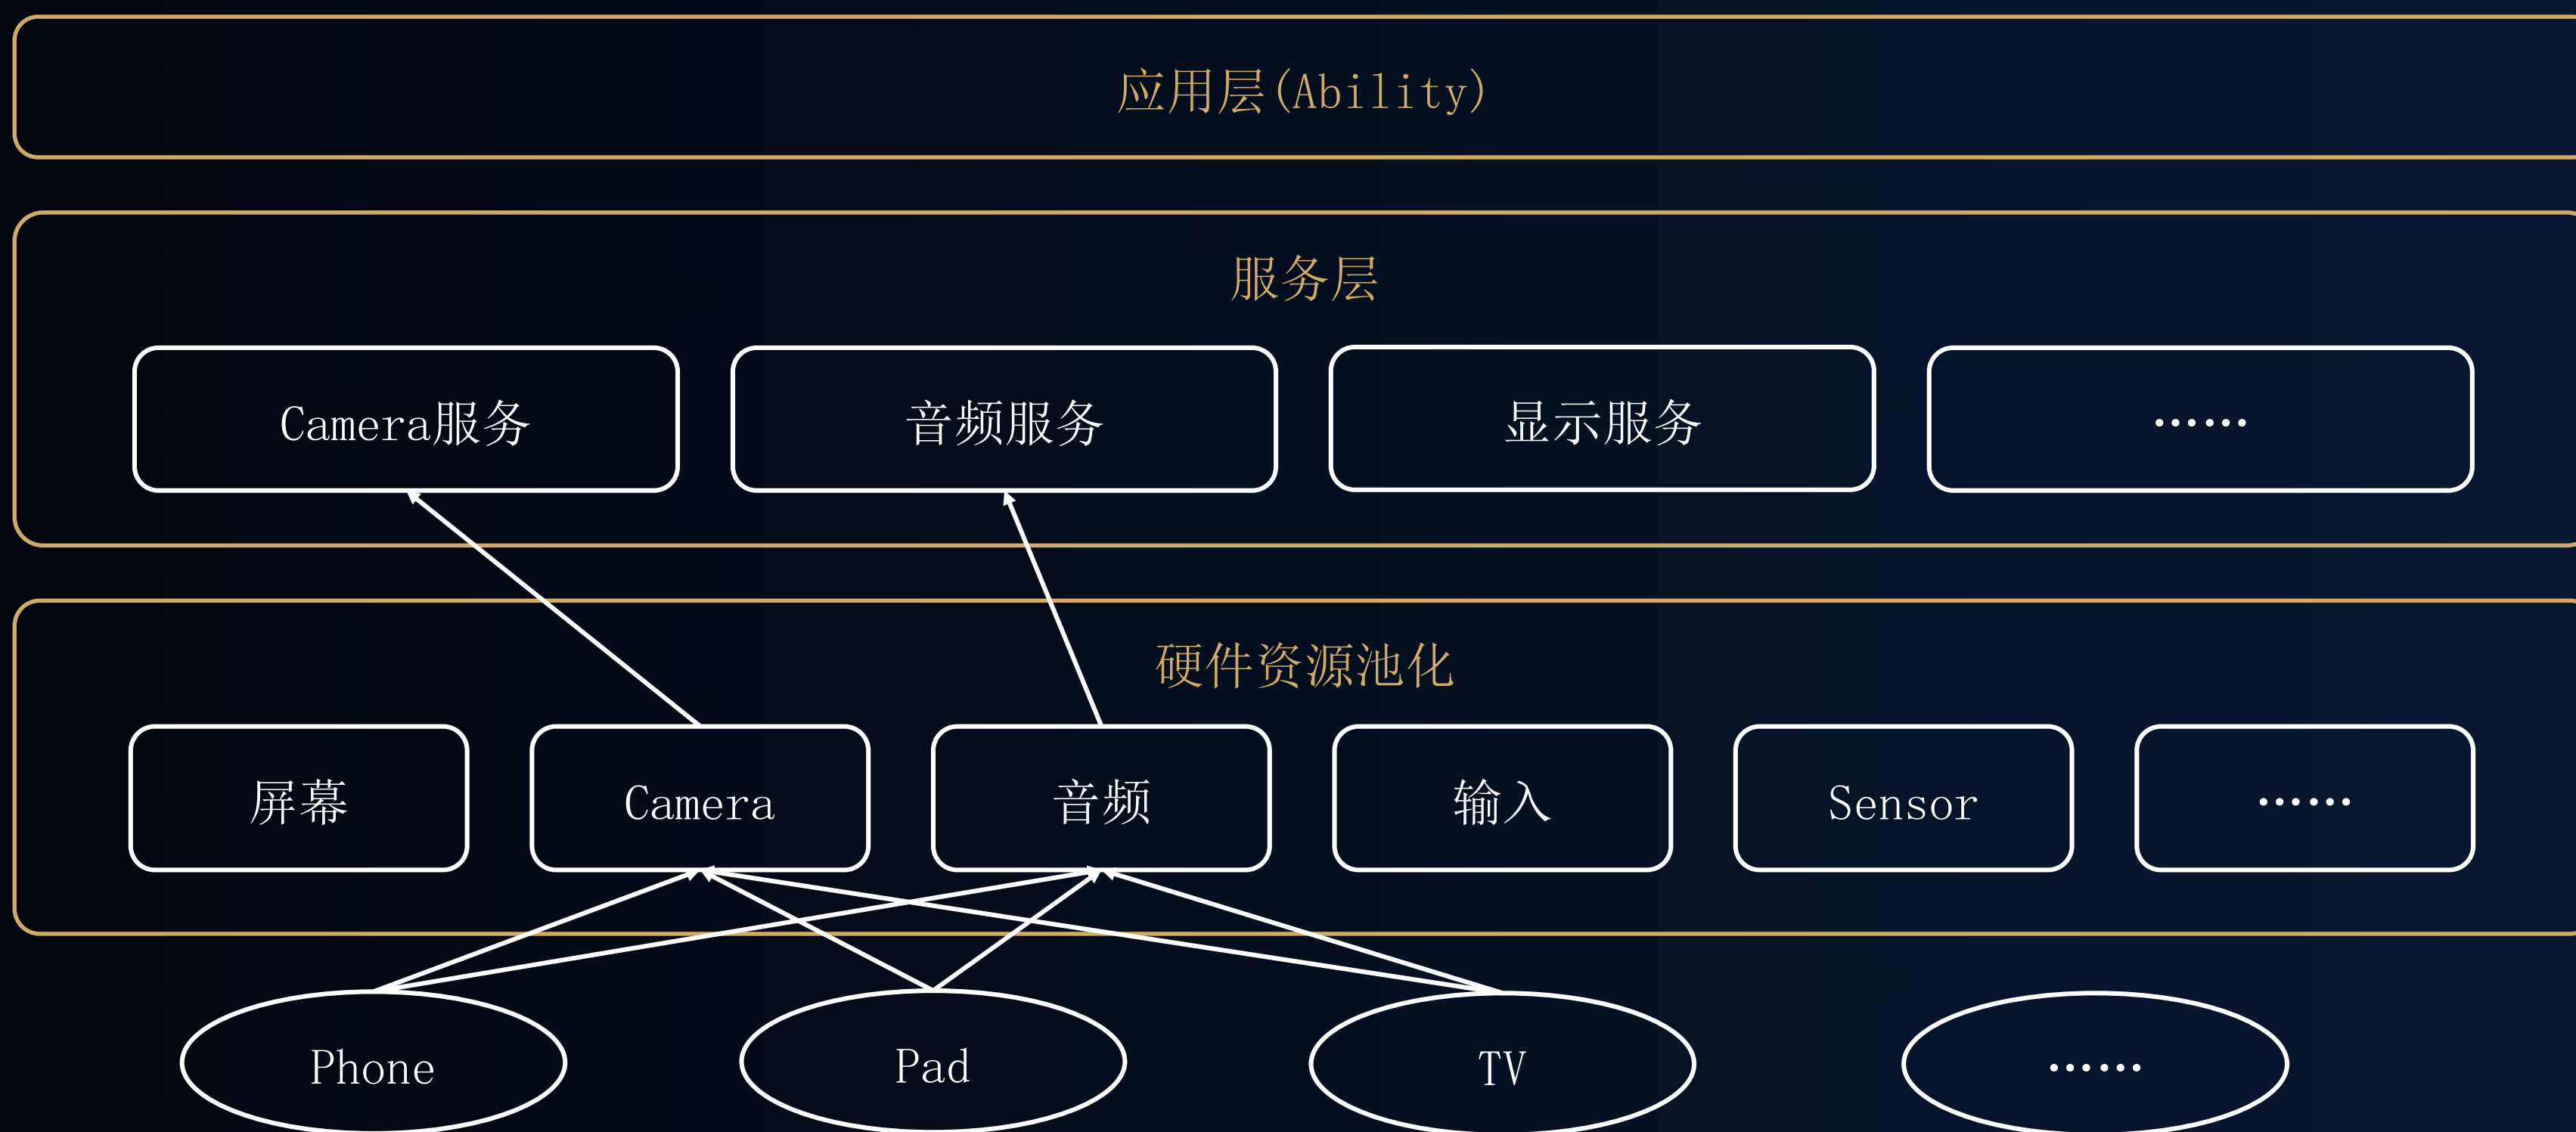 应用层(Ability)
服务层
Camera服务
音频服务
显示服务
……
硬件资源池化
屏幕
Camera
音频
输入
Sensor
……
Phone
Pad
TV
……